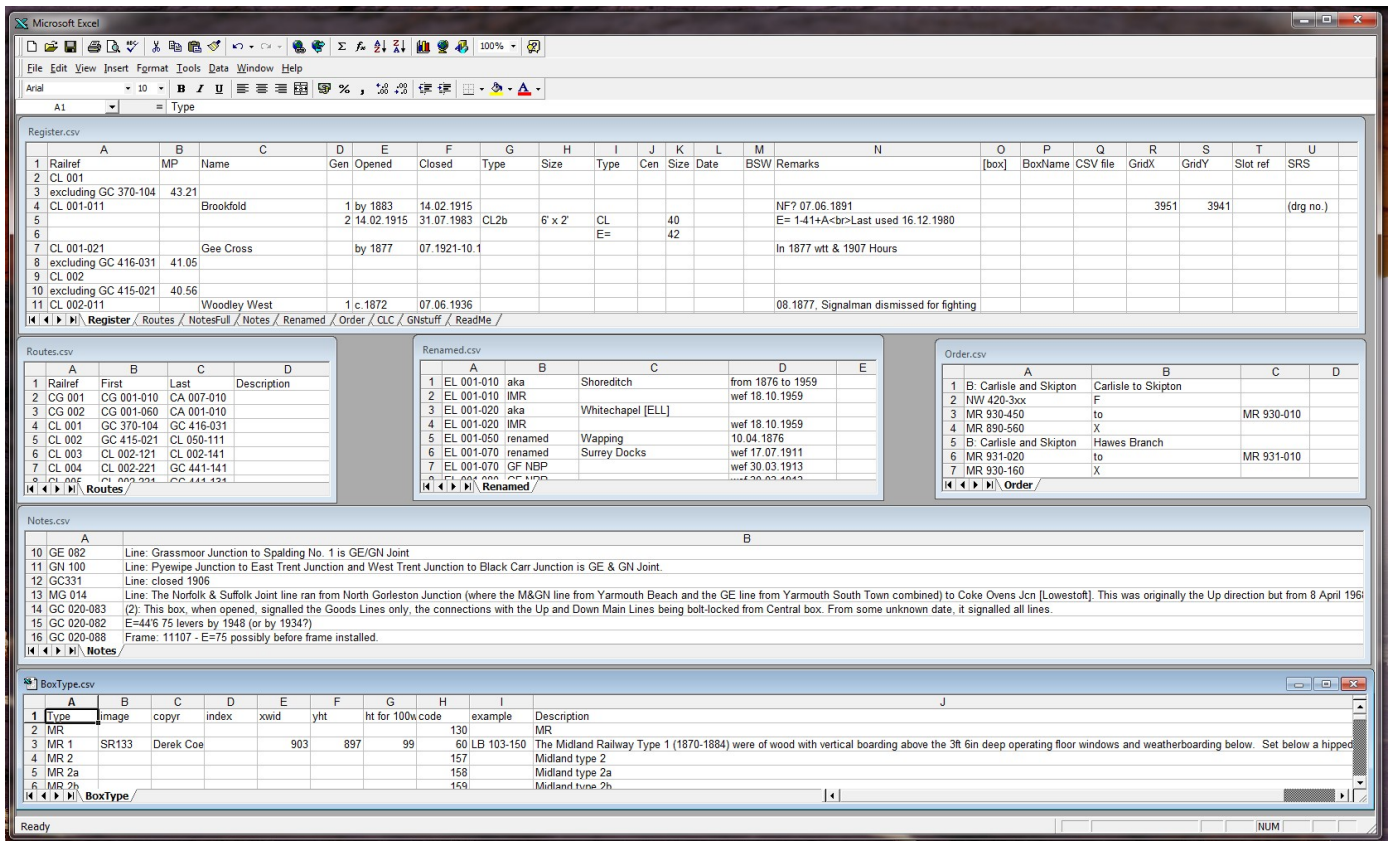 Microsoft Excel
100%
File Edit View Insert Format Tools Data Window Help
Arial 10 B I U
A1 = Type
Register.csv
A B C D E F G H I J K L M N O P Q R S T U
1 Railref MP Name Gen Opened Closed Type Size Type Cen Size Date BSW Remarks [box] BoxName CSV file GridX GridY Slot ref SRS
2 CL 001
3 excluding GC 370-104 43.21
4 CL 001-011 Brookfold 1 by 1883 14.02.1915 NF? 07.06.1891 3951 3941 (drg no.)
5 2 14.02.1915 31.07.1983 CL2b 6' x 2' CL 40 E= 1-41+A<br>Last used 16.12.1980
6 E= 42
7 CL 001-021 Gee Cross by 1877 07.1921-10.1 In 1877 wtt & 1907 Hours
8 excluding GC 416-031 41.05
9 CL 002
10 excluding GC 415-021 40.56
11 CL 002-011 Woodley West 1 c.1872 07.06.1936 08.1877, Signalman dismissed for fighting
Register / Routes / NotesFull / Notes / Renamed / Order / CLC / GNstuff / ReadMe /
Routes.csv
A B C D
1 Railref First Last Description
2 CG 001 CG 001-010 CA 007-010
3 CG 002 CG 001-060 CA 001-010
4 CL 001 GC 370-104 GC 416-031
5 CL 002 GC 415-021 CL 050-111
6 CL 003 CL 002-121 CL 002-141
7 CL 004 CL 002-221 GC 441-141
8 CL 005 CL 002-221 GC 441-131
Routes
Renamed.csv
A B C D E
1 EL 001-010 aka Shoreditch from 1876 to 1959
2 EL 001-010 IMR wef 18.10.1959
3 EL 001-020 aka Whitechapel [ELL]
4 EL 001-020 IMR wef 18.10.1959
5 EL 001-050 renamed Wapping 10.04.1876
6 EL 001-070 renamed Surrey Docks wef 17.07.1911
7 EL 001-070 GF NBP wef 30.03.1913
Renamed
Order.csv
A B C D
1 B: Carlisle and Skipton Carlisle to Skipton
2 NW 420-3xx F
3 MR 930-450 to MR 930-010
4 MR 890-560 X
5 B: Carlisle and Skipton Hawes Branch
6 MR 931-020 to MR 931-010
7 MR 930-160 X
Order
Notes.csv
A B
10 GE 082 Line: Grassmoor Junction to Spalding No. 1 is GE/GN Joint
11 GN 100 Line: Pyewipe Junction to East Trent Junction and West Trent Junction to Black Carr Junction is GE & GN Joint.
12 GC331 Line: closed 1906
13 MG 014 Line: The Norfolk & Suffolk Joint line ran from North Gorleston Junction (where the M&GN line from Yarmouth Beach and the GE line from Yarmouth South Town combined) to Coke Ovens Jcn [Lowestoft]. This was originally the Up direction but from 8 April 196
14 GC 020-083 (2): This box, when opened, signalled the Goods Lines only, the connections with the Up and Down Main Lines being bolt-locked from Central box. From some unknown date, it signalled all lines.
15 GC 020-082 E=44'6 75 levers by 1948 (or by 1934?)
16 GC 020-088 Frame: 11107 - E=75 possibly before frame installed.
Notes
BoxType.csv
A B C D E F G H I J
1 Type image copyr index xwid yht ht for 100w code example Description
2 MR 130 MR
3 MR 1 SR133 Derek Coe 903 897 99 60 LB 103-150 The Midland Railway Type 1 (1870-1884) were of wood with vertical boarding above the 3ft 6in deep operating floor windows and weatherboarding below. Set below a hipped
4 MR 2 157 Midland type 2
5 MR 2a 158 Midland type 2a
6 MR 2b 159 Midland type 2b
BoxType
Ready NUM